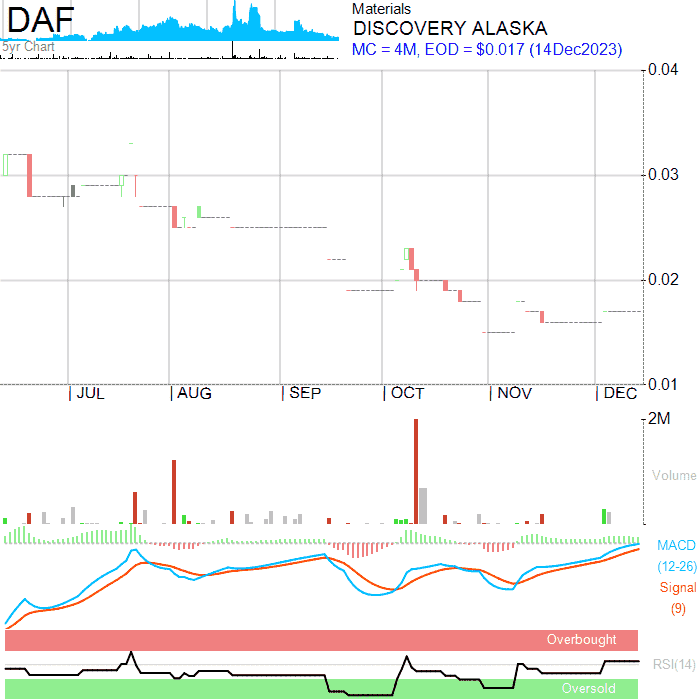 DAF
5yr Chart
Materials
DISCOVERY ALASKA
MC = 4M, EOD = $0.017 (14Dec2023)
0.04
0.03
0.02
0.01
JUL AUG SEP OCT NOV DEC
2M
Volume
MACD
(12-26)
Signal
(9)
Overbought
RSI(14)
Oversold